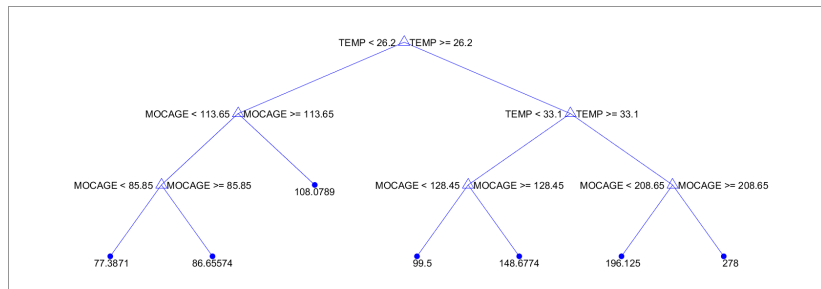 TEMP < 26.2 TEMP >= 26.2
MOCAGE < 113.65 MOCAGE >= 113.65 TEMP < 33.1 TEMP >= 33.1
MOCAGE < 85.85 MOCAGE >= 85.85 108.0789 MOCAGE < 128.45 MOCAGE >= 128.45 MOCAGE < 208.65 MOCAGE >= 208.65
77.3871 86.65574 99.5 148.6774 196.125 278